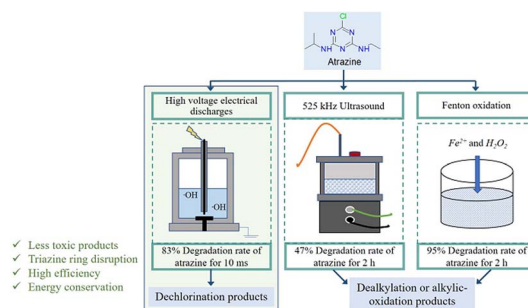 Cl
N
N
N
NH
NH
Atrazine
High voltage electrical
discharges
525 kHz Ultrasound
Fenton oxidation
·OH
·OH
Fe²⁺ and H₂O₂
83% Degradation rate of
atrazine for 10 ms
47% Degradation rate of
atrazine for 2 h
95% Degradation rate of
atrazine for 2 h
✓ Less toxic products
✓ Triazine ring disruption
✓ High efficiency
✓ Energy conservation
Dechlorination products
Dealkylation or alkylic-
oxidation products